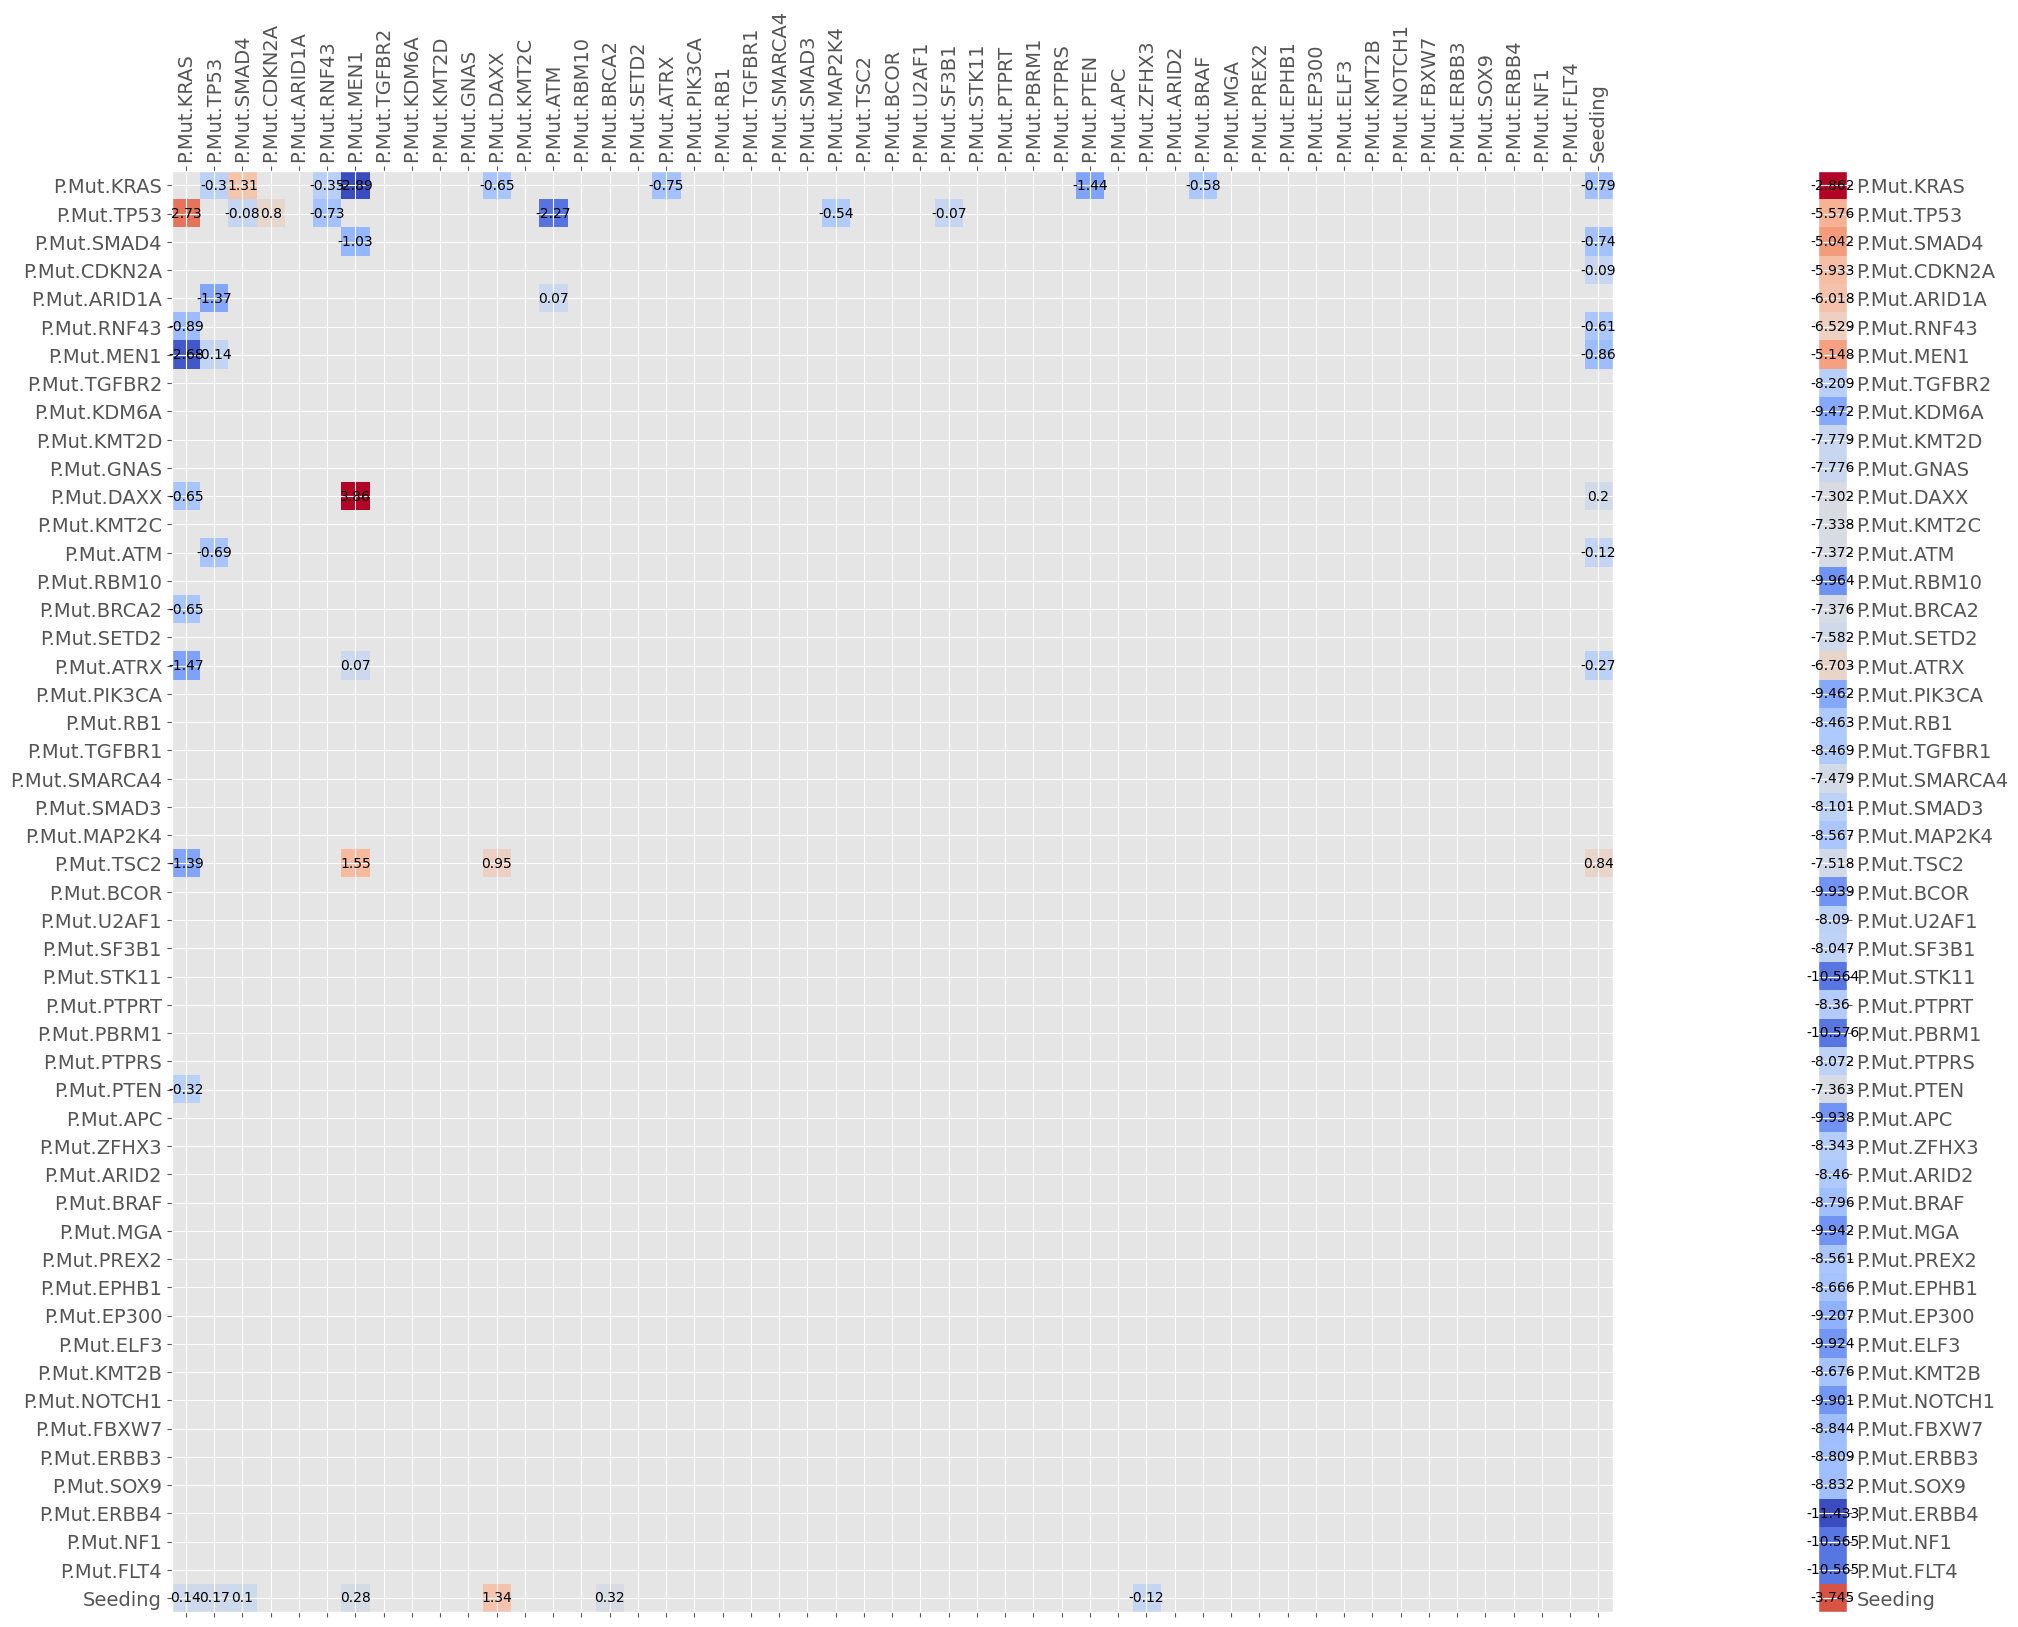 P.Mut.KRAS
P.Mut.TP53
P.Mut.SMAD4
P.Mut.CDKN2A
P.Mut.ARID1A
P.Mut.RNF43
P.Mut.MEN1
P.Mut.TGFBR2
P.Mut.KDM6A
P.Mut.KMT2D
P.Mut.GNAS
P.Mut.DAXX
P.Mut.KMT2C
P.Mut.ATM
P.Mut.RBM10
P.Mut.BRCA2
P.Mut.SETD2
P.Mut.ATRX
P.Mut.PIK3CA
P.Mut.RB1
P.Mut.TGFBR1
P.Mut.SMARCA4
P.Mut.SMAD3
P.Mut.MAP2K4
P.Mut.TSC2
P.Mut.BCOR
P.Mut.U2AF1
P.Mut.SF3B1
P.Mut.STK11
P.Mut.PTPRT
P.Mut.PBRM1
P.Mut.PTPRS
P.Mut.PTEN
P.Mut.APC
P.Mut.ZFHX3
P.Mut.ARID2
P.Mut.BRAF
P.Mut.MGA
P.Mut.PREX2
P.Mut.EPHB1
P.Mut.EP300
P.Mut.ELF3
P.Mut.KMT2B
P.Mut.NOTCH1
P.Mut.FBXW7
P.Mut.ERBB3
P.Mut.SOX9
P.Mut.ERBB4
P.Mut.NF1
P.Mut.FLT4
Seeding
P.Mut.KRAS -0.3 1.31 -0.35 -2.89 -0.65 -0.75 -1.44 -0.58 -0.79 -2.862 P.Mut.KRAS
P.Mut.TP53 2.73 -0.08 0.8 -0.73 -2.27 -0.54 -0.07 -5.576 P.Mut.TP53
P.Mut.SMAD4 -1.03 -0.74 -5.042 P.Mut.SMAD4
P.Mut.CDKN2A -0.09 -5.933 P.Mut.CDKN2A
P.Mut.ARID1A -1.37 0.07 -6.018 P.Mut.ARID1A
P.Mut.RNF43 -0.89 -0.61 -6.529 P.Mut.RNF43
P.Mut.MEN1 -2.68 -0.14 -0.86 -5.148 P.Mut.MEN1
P.Mut.TGFBR2 -8.209 P.Mut.TGFBR2
P.Mut.KDM6A -9.472 P.Mut.KDM6A
P.Mut.KMT2D -7.779 P.Mut.KMT2D
P.Mut.GNAS -7.776 P.Mut.GNAS
P.Mut.DAXX -0.65 3.86 0.2 -7.302 P.Mut.DAXX
P.Mut.KMT2C -7.338 P.Mut.KMT2C
P.Mut.ATM -0.69 -0.12 -7.372 P.Mut.ATM
P.Mut.RBM10 -9.964 P.Mut.RBM10
P.Mut.BRCA2 -0.65 -7.376 P.Mut.BRCA2
P.Mut.SETD2 -7.582 P.Mut.SETD2
P.Mut.ATRX -1.47 0.07 -0.27 -6.703 P.Mut.ATRX
P.Mut.PIK3CA -9.462 P.Mut.PIK3CA
P.Mut.RB1 -8.463 P.Mut.RB1
P.Mut.TGFBR1 -8.469 P.Mut.TGFBR1
P.Mut.SMARCA4 -7.479 P.Mut.SMARCA4
P.Mut.SMAD3 -8.101 P.Mut.SMAD3
P.Mut.MAP2K4 -8.567 P.Mut.MAP2K4
P.Mut.TSC2 -1.39 1.55 0.95 0.84 -7.518 P.Mut.TSC2
P.Mut.BCOR -9.939 P.Mut.BCOR
P.Mut.U2AF1 -8.09 P.Mut.U2AF1
P.Mut.SF3B1 -8.047 P.Mut.SF3B1
P.Mut.STK11 -10.564 P.Mut.STK11
P.Mut.PTPRT -8.36 P.Mut.PTPRT
P.Mut.PBRM1 -10.576 P.Mut.PBRM1
P.Mut.PTPRS -8.072 P.Mut.PTPRS
P.Mut.PTEN -0.32 -7.363 P.Mut.PTEN
P.Mut.APC -9.938 P.Mut.APC
P.Mut.ZFHX3 -8.343 P.Mut.ZFHX3
P.Mut.ARID2 -8.46 P.Mut.ARID2
P.Mut.BRAF -8.796 P.Mut.BRAF
P.Mut.MGA -9.942 P.Mut.MGA
P.Mut.PREX2 -8.561 P.Mut.PREX2
P.Mut.EPHB1 -8.666 P.Mut.EPHB1
P.Mut.EP300 -9.207 P.Mut.EP300
P.Mut.ELF3 -9.924 P.Mut.ELF3
P.Mut.KMT2B -8.676 P.Mut.KMT2B
P.Mut.NOTCH1 -9.901 P.Mut.NOTCH1
P.Mut.FBXW7 -8.844 P.Mut.FBXW7
P.Mut.ERBB3 -8.809 P.Mut.ERBB3
P.Mut.SOX9 -8.832 P.Mut.SOX9
P.Mut.ERBB4 -11.433 P.Mut.ERBB4
P.Mut.NF1 -10.565 P.Mut.NF1
P.Mut.FLT4 -10.565 P.Mut.FLT4
Seeding -0.14 0.17 0.1 0.28 1.34 0.32 -0.12 -3.745 Seeding